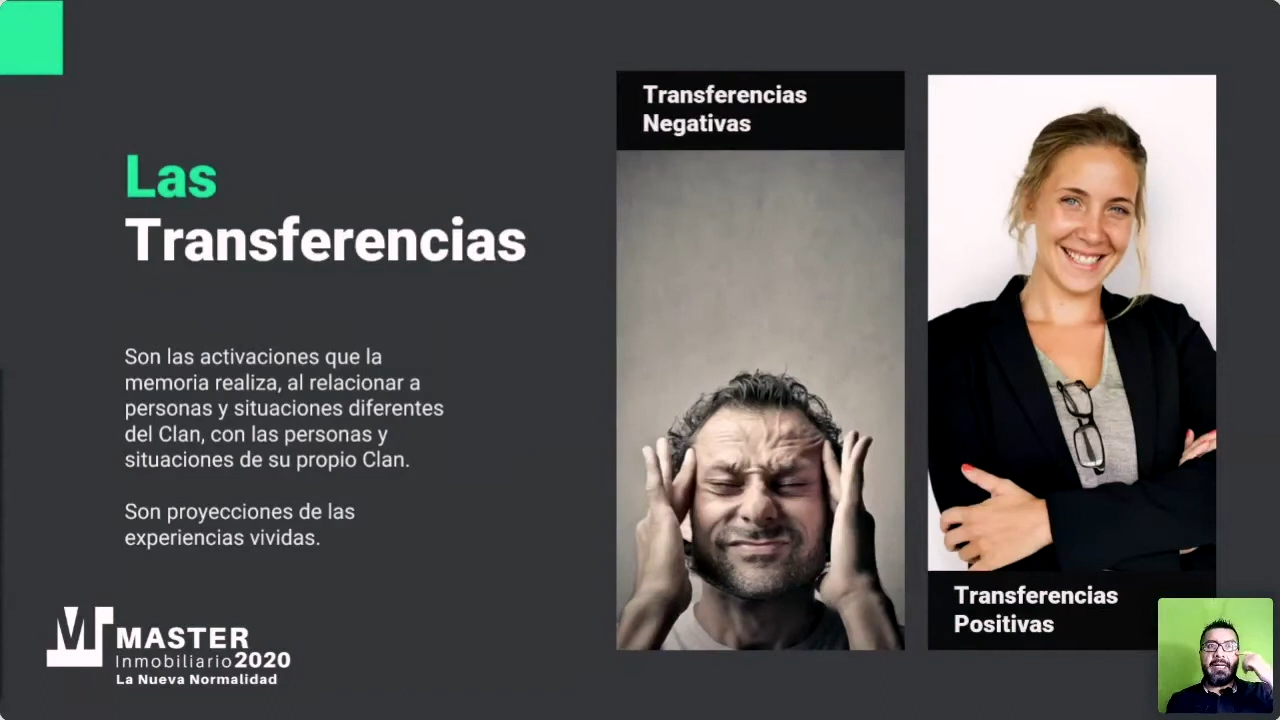 Las
Transferencias
Son las activaciones que la
memoria realiza, al relacionar a
personas y situaciones diferentes
del Clan, con las personas y
situaciones de su propio Clan.
Son proyecciones de las
experiencias vividas.
Transferencias
Negativas
Transferencias
Positivas
MASTER
Inmobiliario2020
La Nueva Normalidad